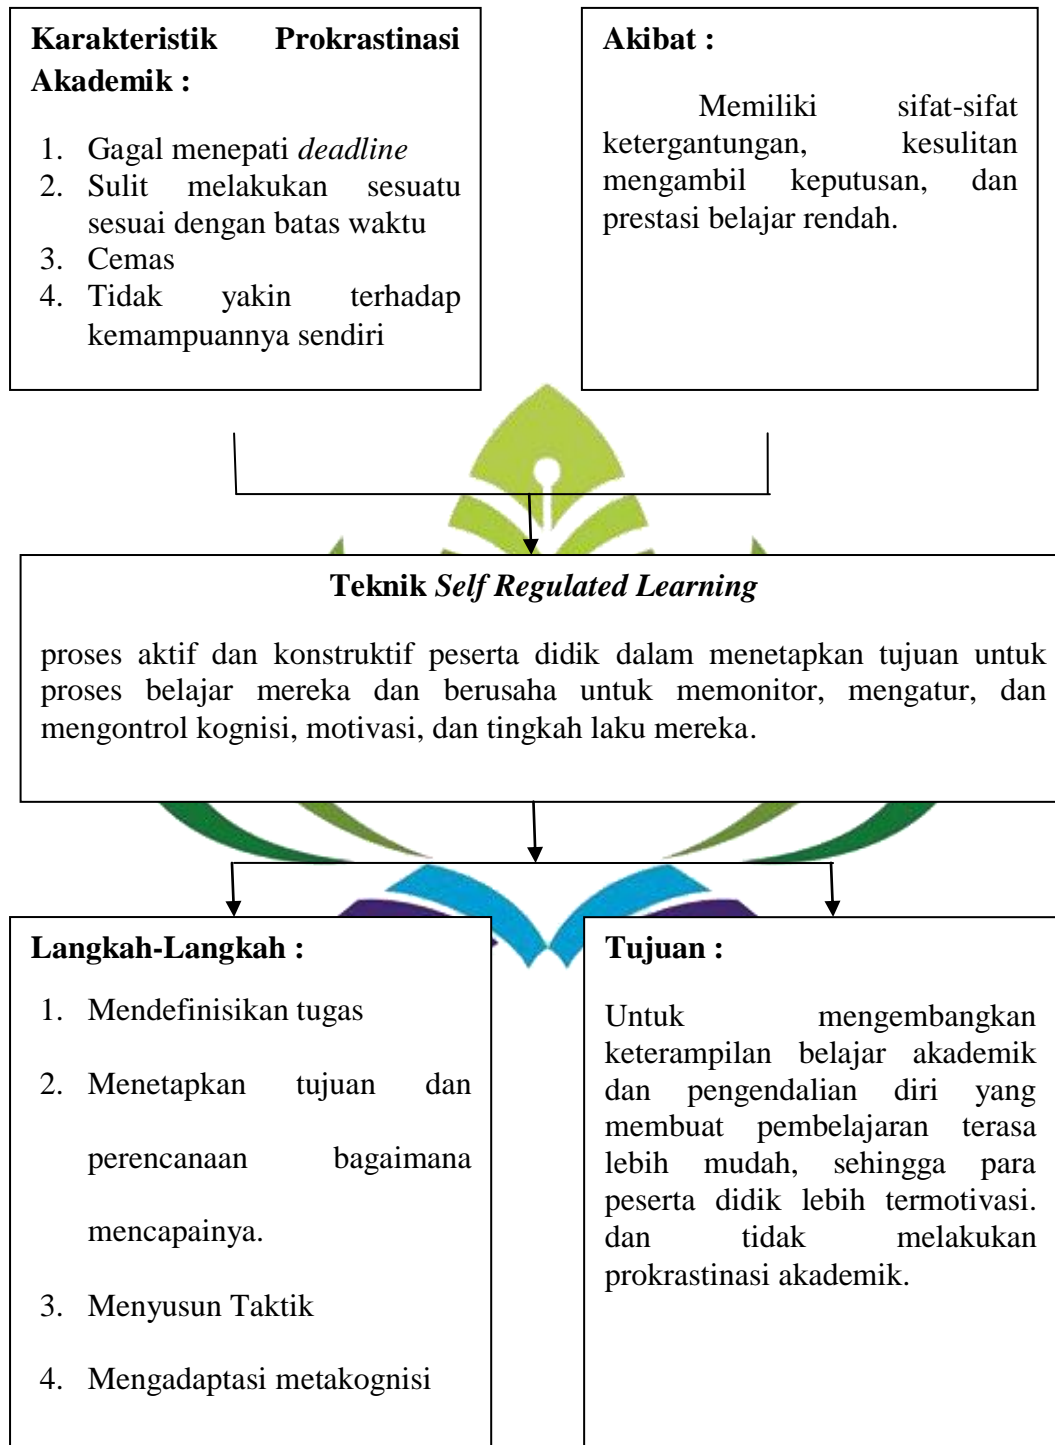 Karakteristik Prokrastinasi
Akademik :
1. Gagal menepati deadline
2. Sulit melakukan sesuatu
sesuai dengan batas waktu
3. Cemas
4. Tidak yakin terhadap
kemampuannya sendiri
Akibat :
Memiliki sifat-sifat
ketergantungan, kesulitan
mengambil keputusan, dan
prestasi belajar rendah.
Teknik Self Regulated Learning
proses aktif dan konstruktif peserta didik dalam menetapkan tujuan untuk
proses belajar mereka dan berusaha untuk memonitor, mengatur, dan
mengontrol kognisi, motivasi, dan tingkah laku mereka.
Langkah-Langkah :
1. Mendefinisikan tugas
2. Menetapkan tujuan dan
perencanaan bagaimana
mencapainya.
3. Menyusun Taktik
4. Mengadaptasi metakognisi
Tujuan :
Untuk mengembangkan
keterampilan belajar akademik
dan pengendalian diri yang
membuat pembelajaran terasa
lebih mudah, sehingga para
peserta didik lebih termotivasi.
dan tidak melakukan
prokrastinasi akademik.